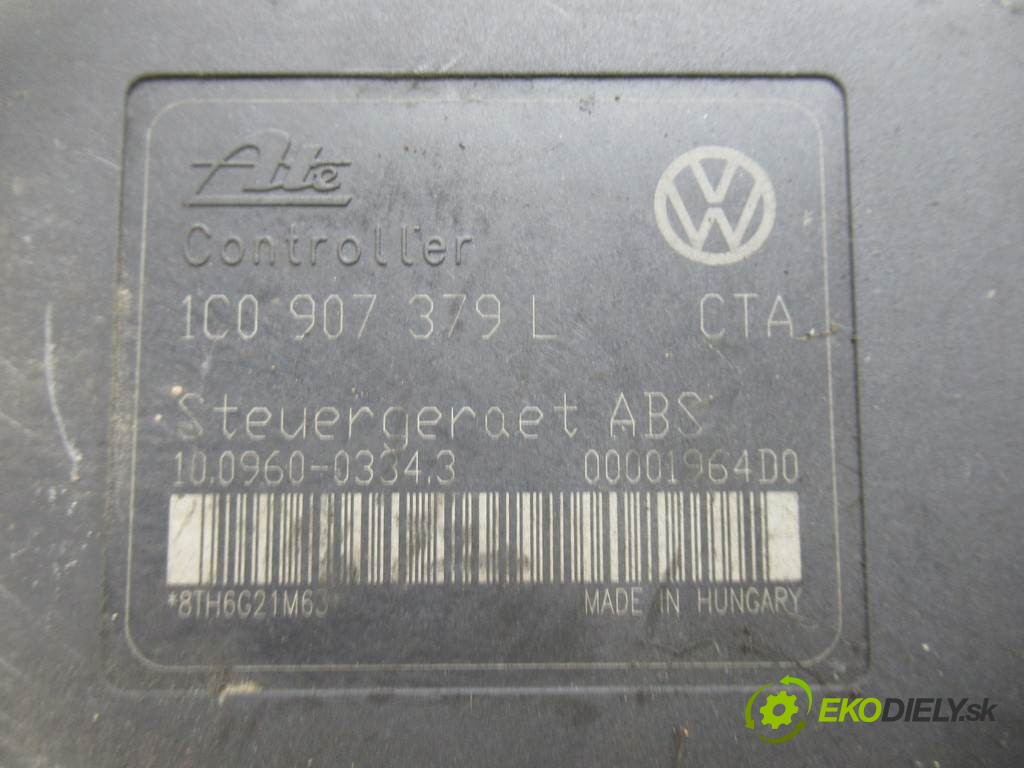 Ate
Controller
1C0 907 379 L CTA
Steuergeraet ABS
10.0960-0334.3 00001964D0
*8TH6G21M63* MADE IN HUNGARY
EKODIELY.sk